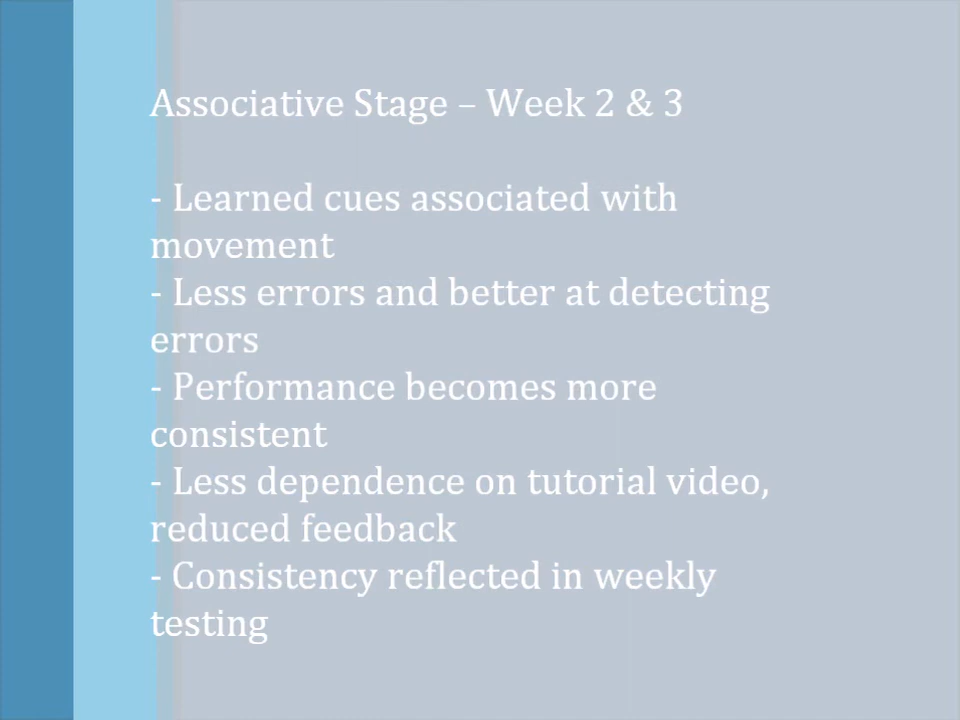 Associative Stage – Week 2 & 3
- Learned cues associated with
movement
- Less errors and better at detecting
errors
- Performance becomes more
consistent
- Less dependence on tutorial video,
reduced feedback
- Consistency reflected in weekly
testing